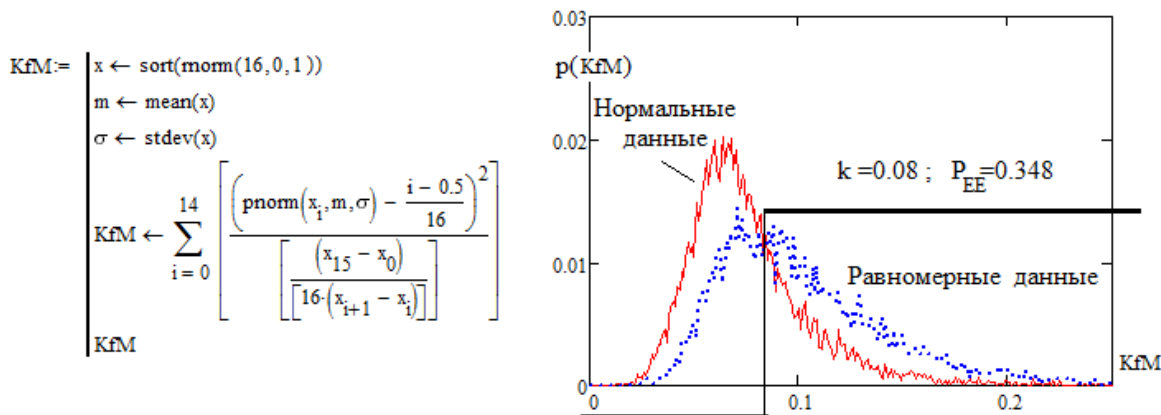 KfM:= x ← sort(rnorm(16,0,1))
m ← mean(x)
σ ← stdev(x)
KfM ← ∑_{i = 0}^{14} [ (pnorm(x_i,m,σ) − (i − 0.5)/16)^2 / [ (x_15 − x_0) / [16·(x_{i+1} − x_i)] ] ]
KfM
0.03
p(KfM)
Нормальные
данные
0.02
k =0.08 ; P_EE=0.348
0.01
Равномерные данные
KfM
0
0
0.1
0.2